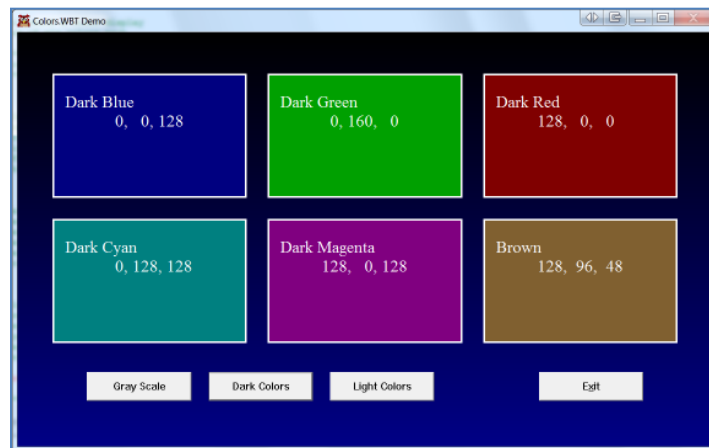 Colors.WBT Demo
Dark Blue
0, 0, 128
Dark Green
0, 160, 0
Dark Red
128, 0, 0
Dark Cyan
0, 128, 128
Dark Magenta
128, 0, 128
Brown
128, 96, 48
Gray Scale
Dark Colors
Light Colors
Exit